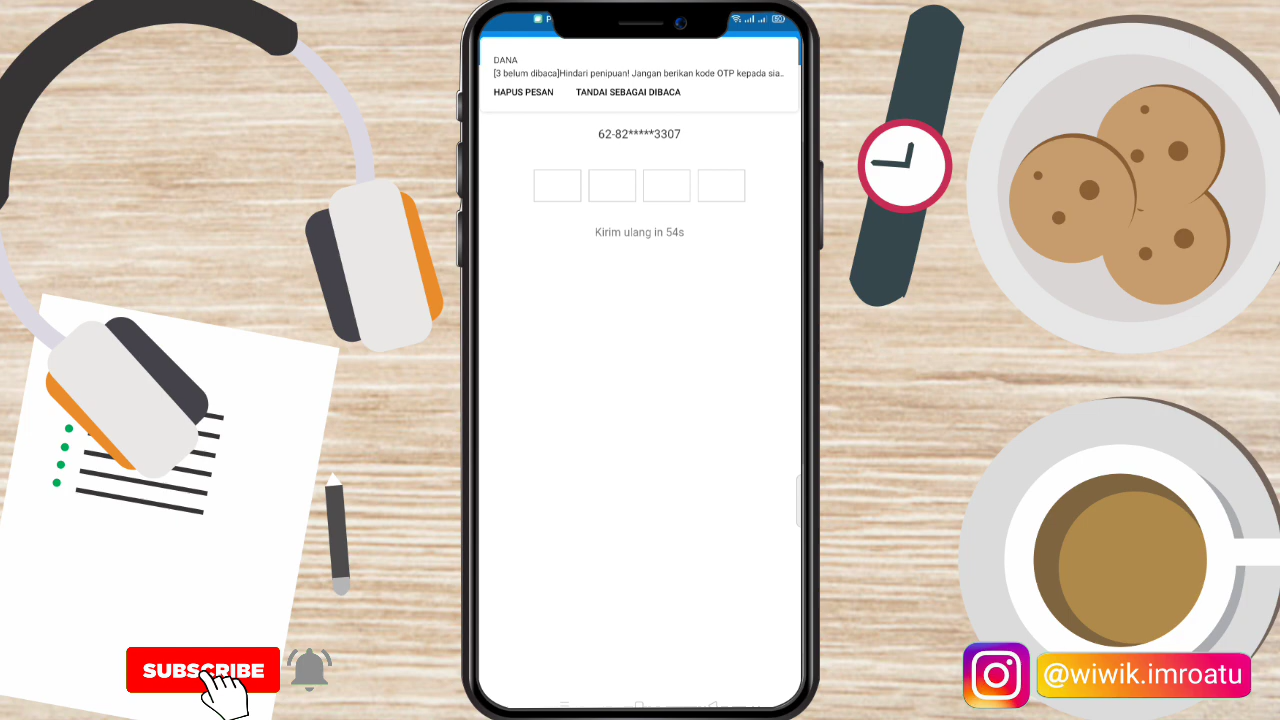 P
50
DANA
[3 belum dibaca]Hindari penipuan! Jangan berikan kode OTP kepada sia..
HAPUS PESAN TANDAI SEBAGAI DIBACA
62-82*****3307
Kirim ulang in 54s
SUBSCRIBE
@wiwik.imroatu